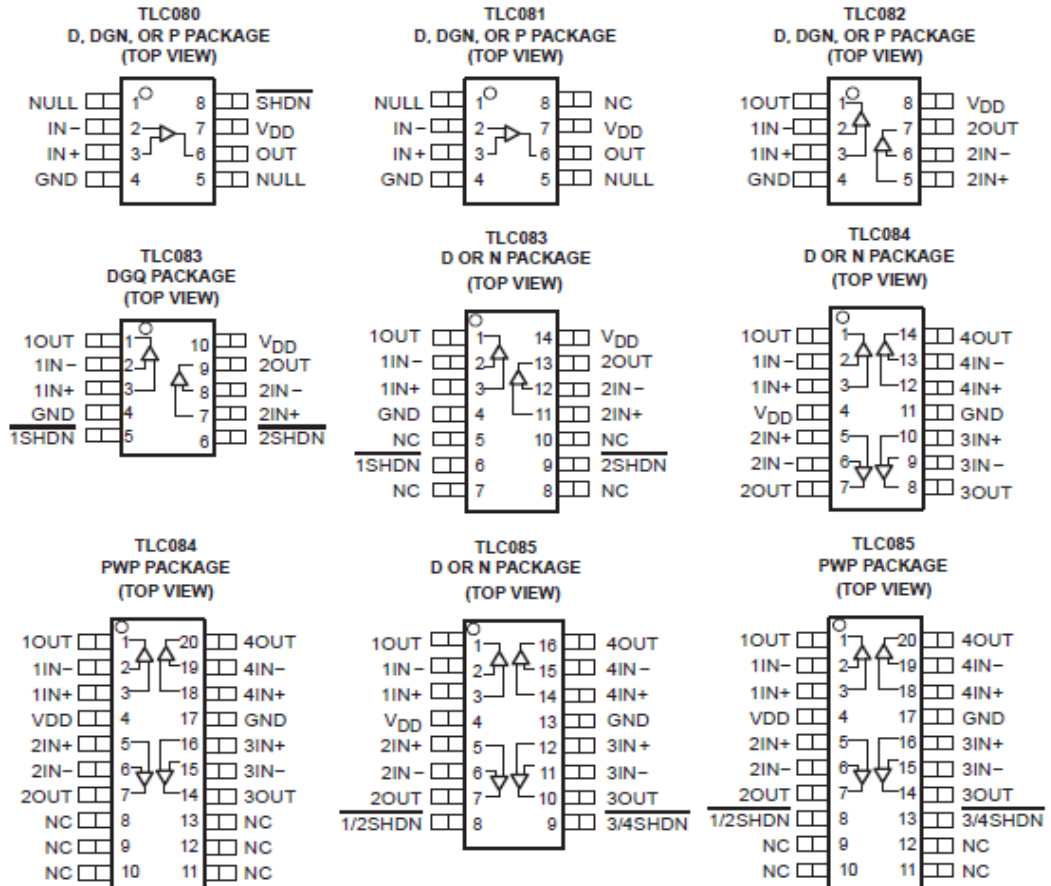 TLC080
D, DGN, OR P PACKAGE
(TOP VIEW)
NULL 1 8 SHDN
IN− 2 7 VDD
IN+ 3 6 OUT
GND 4 5 NULL
TLC081
D, DGN, OR P PACKAGE
(TOP VIEW)
NULL 1 8 NC
IN− 2 7 VDD
IN+ 3 6 OUT
GND 4 5 NULL
TLC082
D, DGN, OR P PACKAGE
(TOP VIEW)
1OUT 1 8 VDD
1IN− 2 7 2OUT
1IN+ 3 6 2IN−
GND 4 5 2IN+
TLC083
DGQ PACKAGE
(TOP VIEW)
1OUT 1 10 VDD
1IN− 2 9 2OUT
1IN+ 3 8 2IN−
GND 4 7 2IN+
1SHDN 5 6 2SHDN
TLC083
D OR N PACKAGE
(TOP VIEW)
1OUT 1 14 VDD
1IN− 2 13 2OUT
1IN+ 3 12 2IN−
GND 4 11 2IN+
NC 5 10 NC
1SHDN 6 9 2SHDN
NC 7 8 NC
TLC084
D OR N PACKAGE
(TOP VIEW)
1OUT 1 14 4OUT
1IN− 2 13 4IN−
1IN+ 3 12 4IN+
VDD 4 11 GND
2IN+ 5 10 3IN+
2IN− 6 9 3IN−
2OUT 7 8 3OUT
TLC084
PWP PACKAGE
(TOP VIEW)
1OUT 1 20 4OUT
1IN− 2 19 4IN−
1IN+ 3 18 4IN+
VDD 4 17 GND
2IN+ 5 16 3IN+
2IN− 6 15 3IN−
2OUT 7 14 3OUT
NC 8 13 NC
NC 9 12 NC
NC 10 11 NC
TLC085
D OR N PACKAGE
(TOP VIEW)
1OUT 1 16 4OUT
1IN− 2 15 4IN−
1IN+ 3 14 4IN+
VDD 4 13 GND
2IN+ 5 12 3IN+
2IN− 6 11 3IN−
2OUT 7 10 3OUT
1/2SHDN 8 9 3/4SHDN
TLC085
PWP PACKAGE
(TOP VIEW)
1OUT 1 20 4OUT
1IN− 2 19 4IN−
1IN+ 3 18 4IN+
VDD 4 17 GND
2IN+ 5 16 3IN+
2IN− 6 15 3IN−
2OUT 7 14 3OUT
1/2SHDN 8 13 3/4SHDN
NC 9 12 NC
NC 10 11 NC